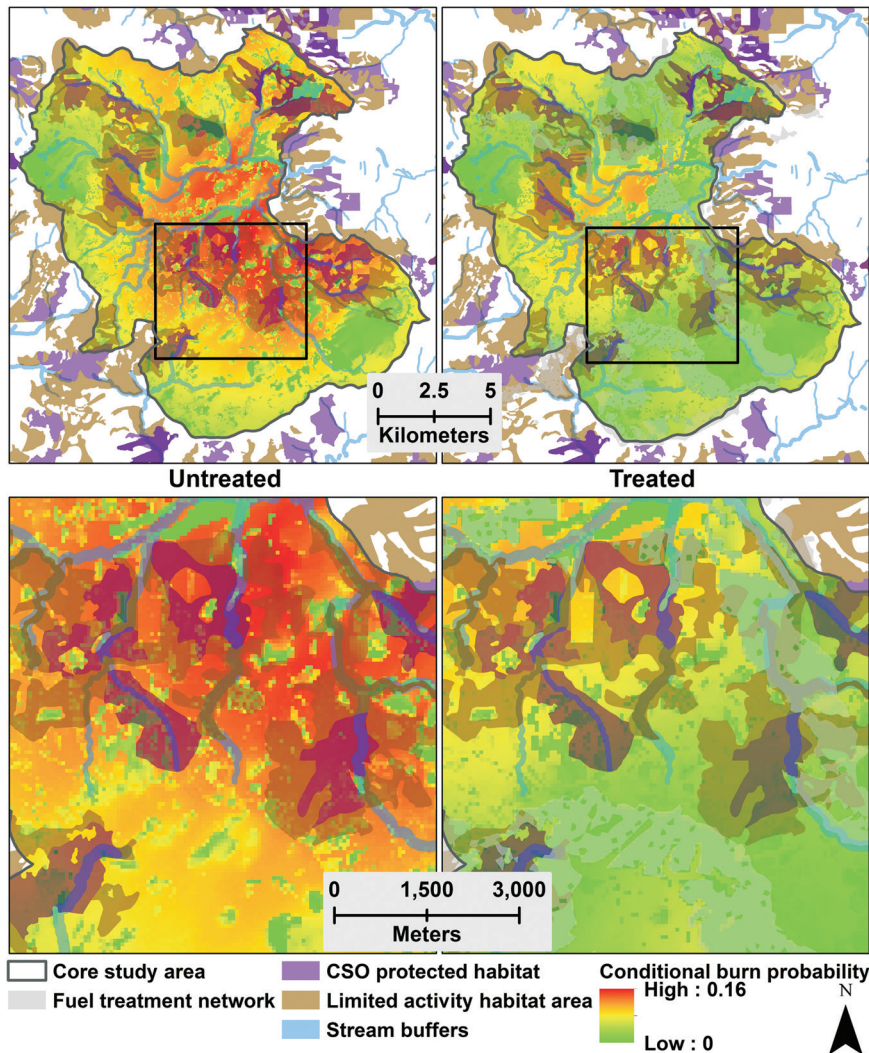 0 2.5 5
Kilometers
Untreated
Treated
0 1,500 3,000
Meters
Core study area
Fuel treatment network
CSO protected habitat
Limited activity habitat area
Stream buffers
Conditional burn probability
High : 0.16
Low : 0
N